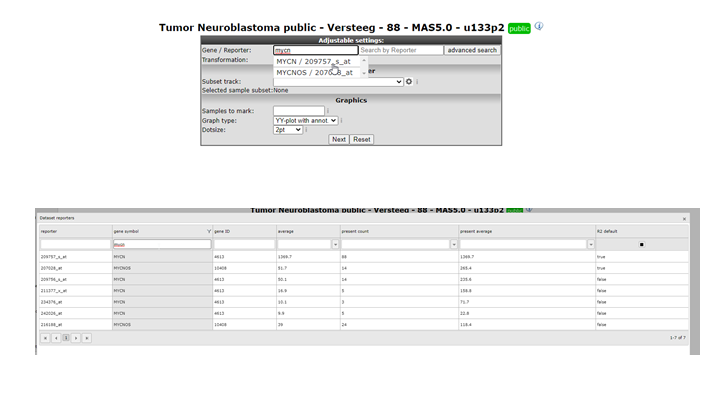 Tumor Neuroblastoma public - Versteeg - 88 - MAS5.0 - u133p2 public
Adjustable settings:
Gene / Reporter: mycn Search by Reporter advanced search
Transformation: MYCN / 209757_s_at
MYCNOS / 207028_at
Subset track:
Selected sample subset:None
Graphics
Samples to mark:
Graph type: YY-plot with annot
Dotsize: 2pt
Next Reset
Tumor Neuroblastoma public - Versteeg - 88 - MAS5.0 - u133p2
Dataset reporters
reporter gene symbol gene ID average present count present average R2 default
mycn
209757_s_at MYCN 4613 1369.7 88 1369.7 true
207028_at MYCNOS 10408 51.7 14 265.4 true
209756_s_at MYCN 4613 50.1 14 235.6 false
211377_s_at MYCN 4613 16.9 5 156.8 false
234376_at MYCN 4613 10.1 3 71.7 false
242026_at MYCN 4613 9.9 5 22.8 false
216188_at MYCNOS 10408 29 24 118.4 false
1
1-7 of 7